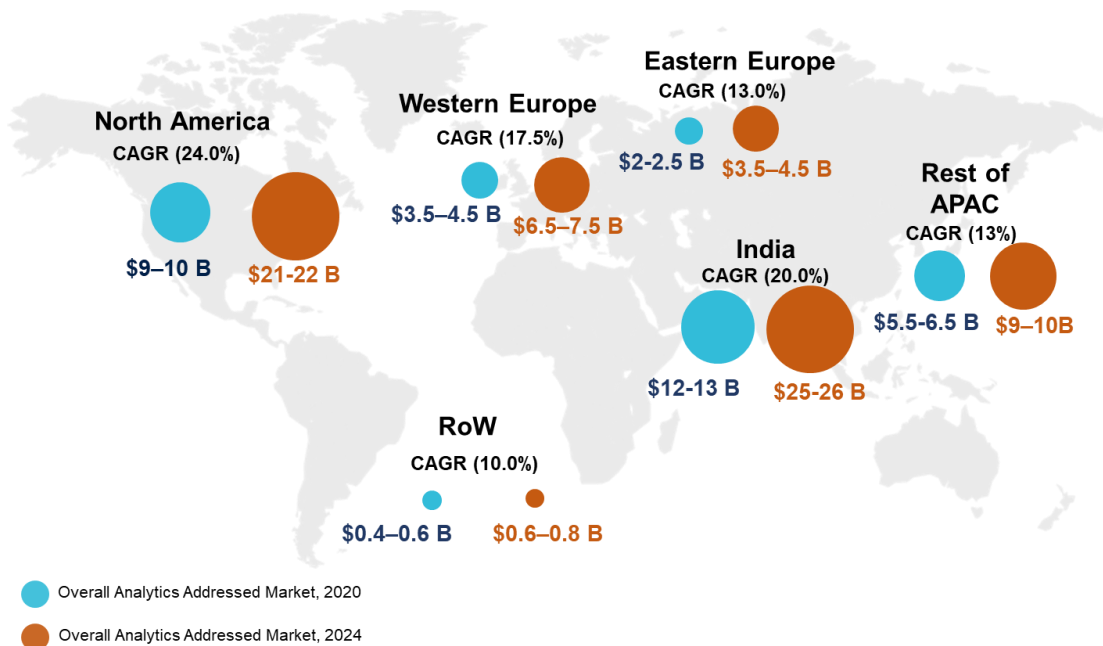 North America
CAGR (24.0%)
$9–10 B
$21-22 B
Western Europe
CAGR (17.5%)
$3.5–4.5 B
$6.5–7.5 B
Eastern Europe
CAGR (13.0%)
$2-2.5 B
$3.5–4.5 B
Rest of
APAC
CAGR (13%)
$5.5-6.5 B
$9–10B
India
CAGR (20.0%)
$12-13 B
$25-26 B
RoW
CAGR (10.0%)
$0.4–0.6 B
$0.6–0.8 B
Overall Analytics Addressed Market, 2020
Overall Analytics Addressed Market, 2024